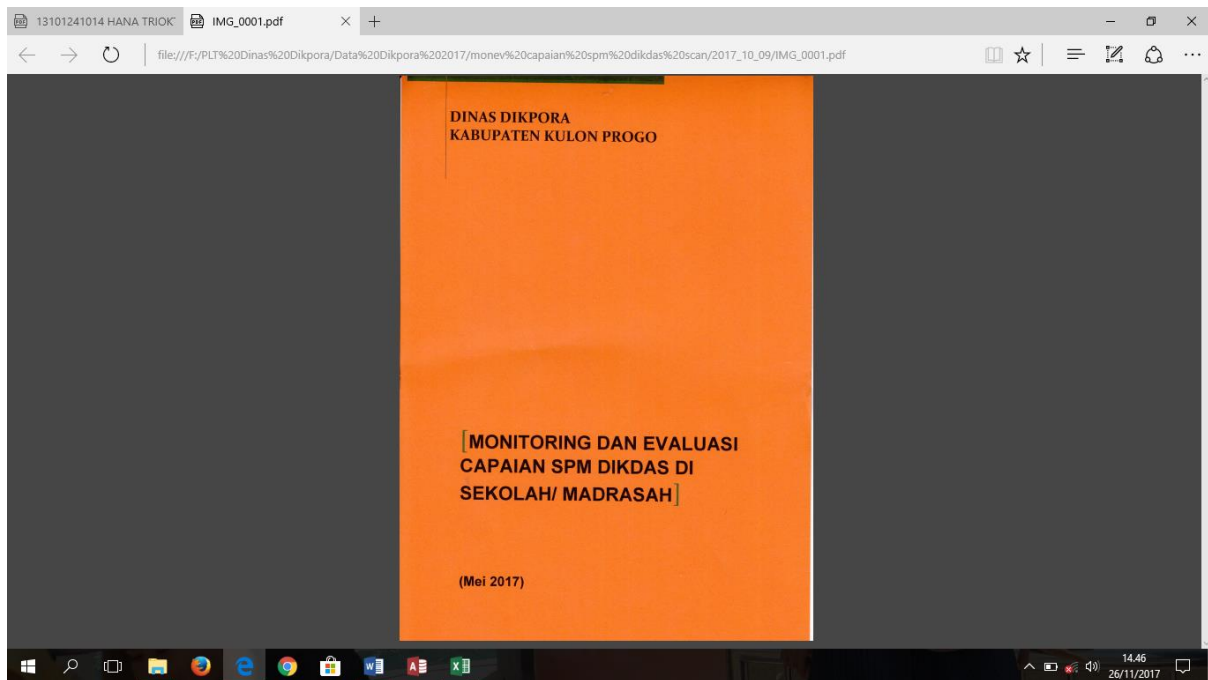 13101241014 HANA TRIOK
IMG_0001.pdf
file:///F:/PLT%20Dinas%20Dikpora/Data%20Dikpora%202017/monev%20capaian%20spm%20dikdas%20scan/2017_10_09/IMG_0001.pdf
DINAS DIKPORA
KABUPATEN KULON PROGO
[MONITORING DAN EVALUASI
CAPAIAN SPM DIKDAS DI
SEKOLAH/ MADRASAH]
(Mei 2017)
14.46
26/11/2017